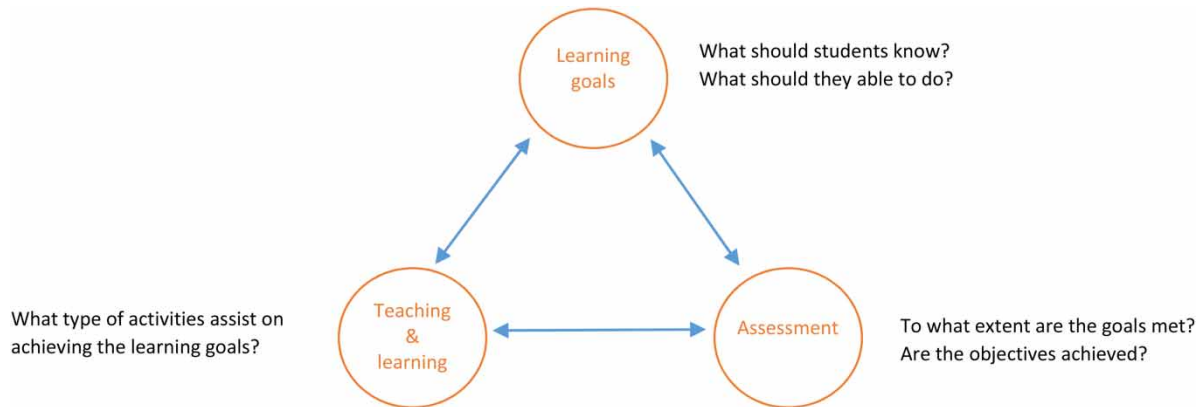 Learning
goals
What should students know?
What should they able to do?
What type of activities assist on
achieving the learning goals?
Teaching
&
learning
Assessment
To what extent are the goals met?
Are the objectives achieved?